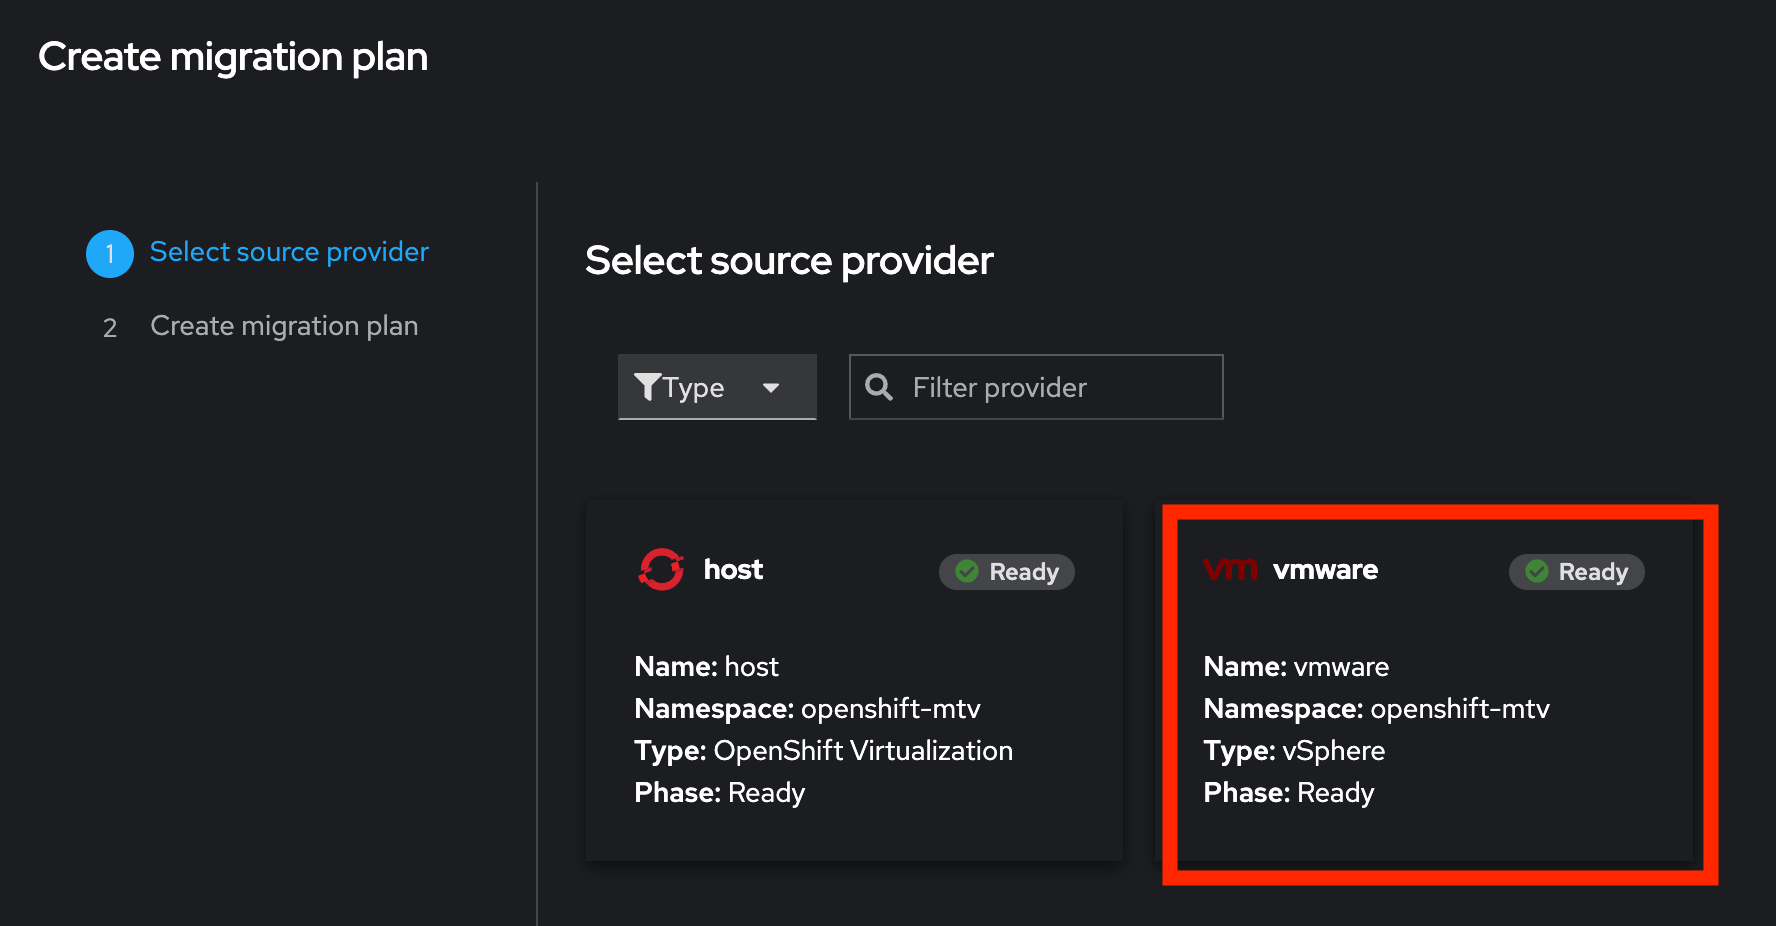 Create migration plan
1 Select source provider
2 Create migration plan
Select source provider
Type
Filter provider
host Ready
Name: host
Namespace: openshift-mtv
Type: OpenShift Virtualization
Phase: Ready
vm vmware Ready
Name: vmware
Namespace: openshift-mtv
Type: vSphere
Phase: Ready